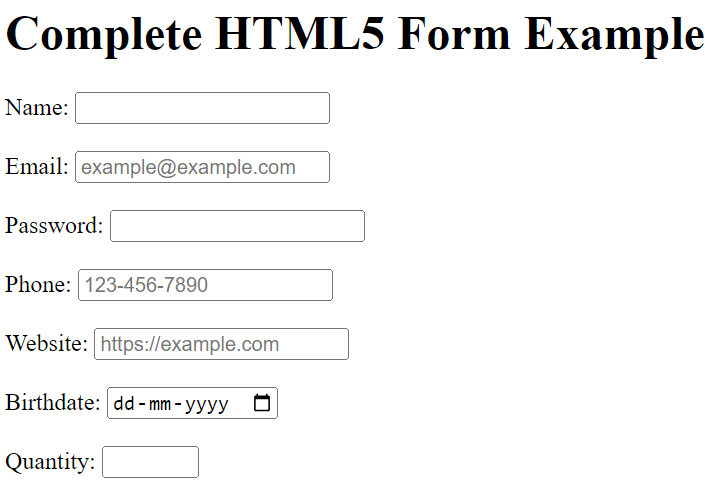 Complete HTML5 Form Example
Name:
Email: example@example.com
Password:
Phone: 123-456-7890
Website: https://example.com
Birthdate: dd-mm-yyyy
Quantity: